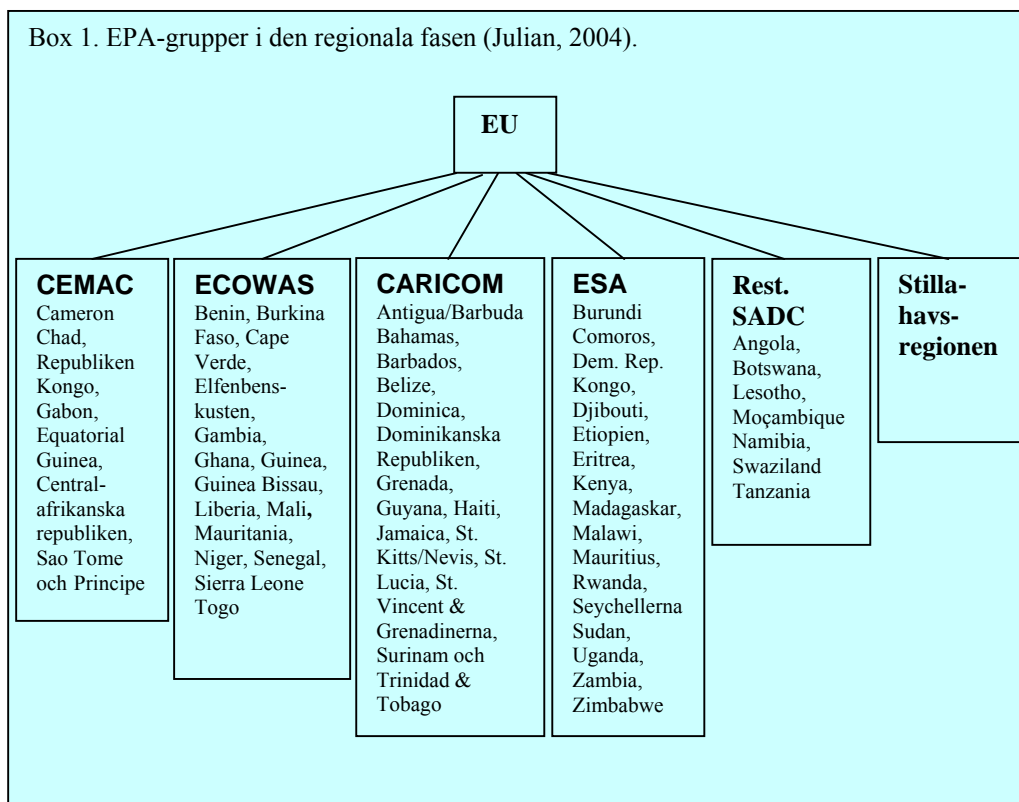 Box 1. EPA-grupper i den regionala fasen (Julian, 2004).
EU
CEMAC
Cameron
Chad,
Republiken
Kongo,
Gabon,
Equatorial
Guinea,
Central-
afrikanska
republiken,
Sao Tome
och Principe
ECOWAS
Benin, Burkina
Faso, Cape
Verde,
Elfenbens-
kusten,
Gambia,
Ghana, Guinea,
Guinea Bissau,
Liberia, Mali,
Mauritania,
Niger, Senegal,
Sierra Leone
Togo
CARICOM
Antigua/Barbuda
Bahamas,
Barbados,
Belize,
Dominica,
Dominikanska
Republiken,
Grenada,
Guyana, Haiti,
Jamaica, St.
Kitts/Nevis, St.
Lucia, St.
Vincent &
Grenadinerna,
Surinam och
Trinidad &
Tobago
ESA
Burundi
Comoros,
Dem. Rep.
Kongo,
Djibouti,
Etiopien,
Eritrea,
Kenya,
Madagaskar,
Malawi,
Mauritius,
Rwanda,
Seychellerna
Sudan,
Uganda,
Zambia,
Zimbabwe
Rest.
SADC
Angola,
Botswana,
Lesotho,
Moçambique
Namibia,
Swaziland
Tanzania
Stilla-
havs-
regionen